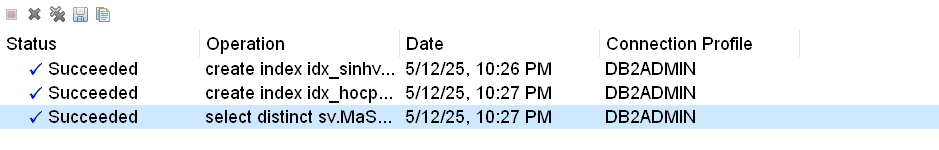 Status Operation Date Connection Profile
Succeeded create index idx_sinhv... 5/12/25, 10:26 PM DB2ADMIN
Succeeded create index idx_hocp... 5/12/25, 10:27 PM DB2ADMIN
Succeeded select distinct sv.MaS... 5/12/25, 10:27 PM DB2ADMIN